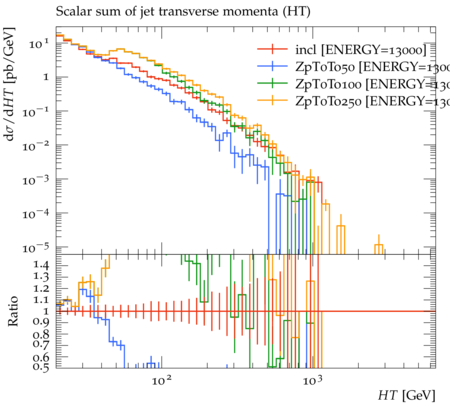 Scalar sum of jet transverse momenta (HT)
dσ/dHT [pb/GeV]
10¹
1
10⁻¹
10⁻²
10⁻³
10⁻⁴
10⁻⁵
incl [ENERGY=13000]
ZpToTo50 [ENERGY=1300
ZpToTo100 [ENERGY=130
ZpToTo250 [ENERGY=130
Ratio
1.4
1.3
1.2
1.1
1
0.9
0.8
0.7
0.6
0.5
10²
10³
HT [GeV]